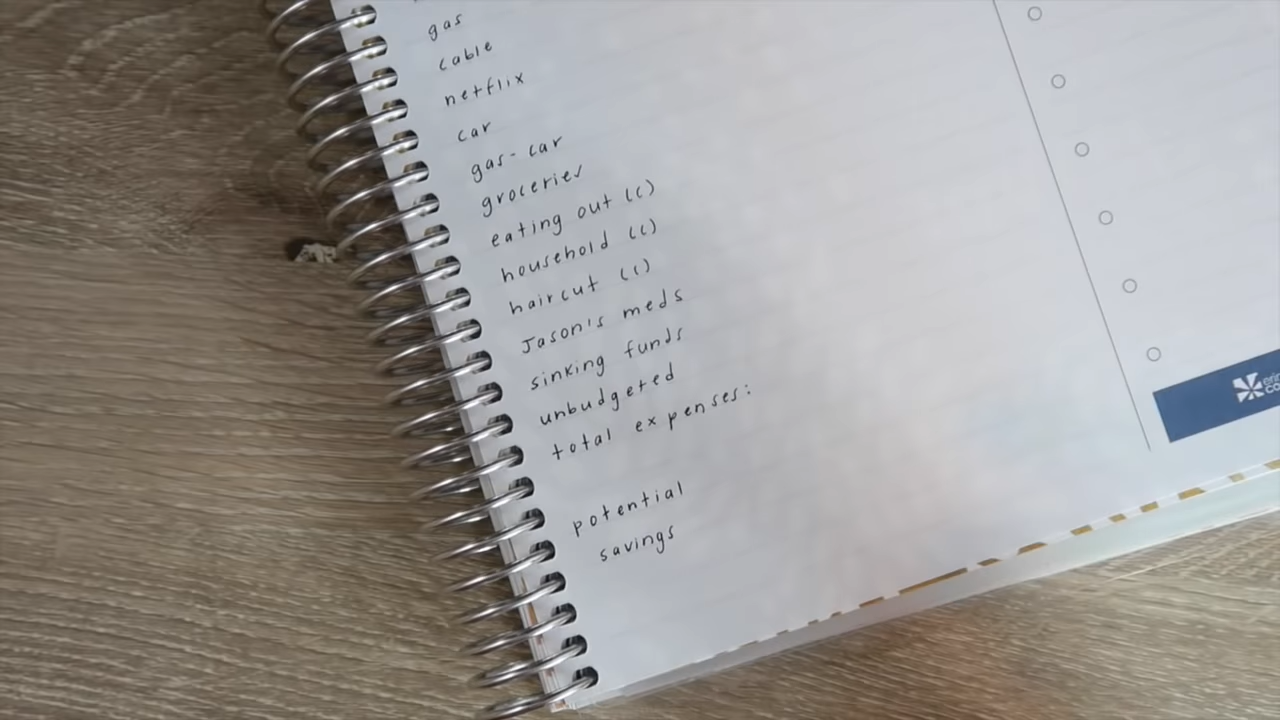 gas
cable
netflix
car
gas-car
groceries
eating out (c)
household (c)
haircut (c)
Jason's meds
sinking funds
unbudgeted
total expenses:
potential
savings